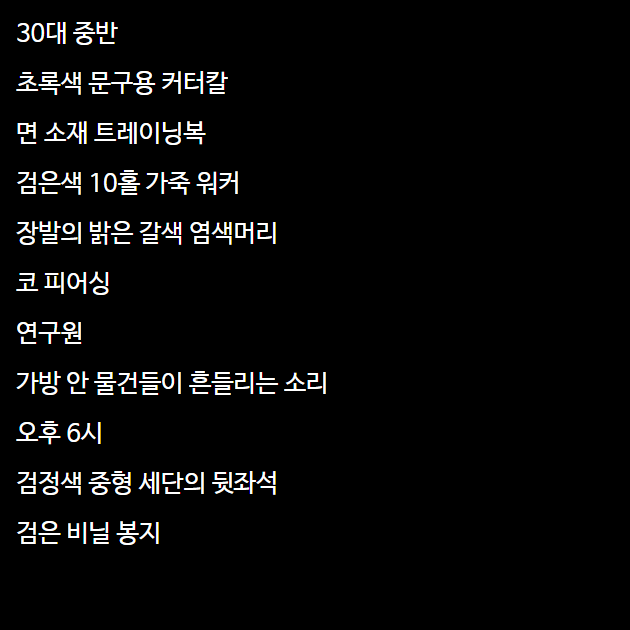 30대 중반
초록색 문구용 커터칼
면 소재 트레이닝복
검은색 10홀 가죽 워커
장발의 밝은 갈색 염색머리
코 피어싱
연구원
가방 안 물건들이 흔들리는 소리
오후 6시
검정색 중형 세단의 뒷좌석
검은 비닐 봉지